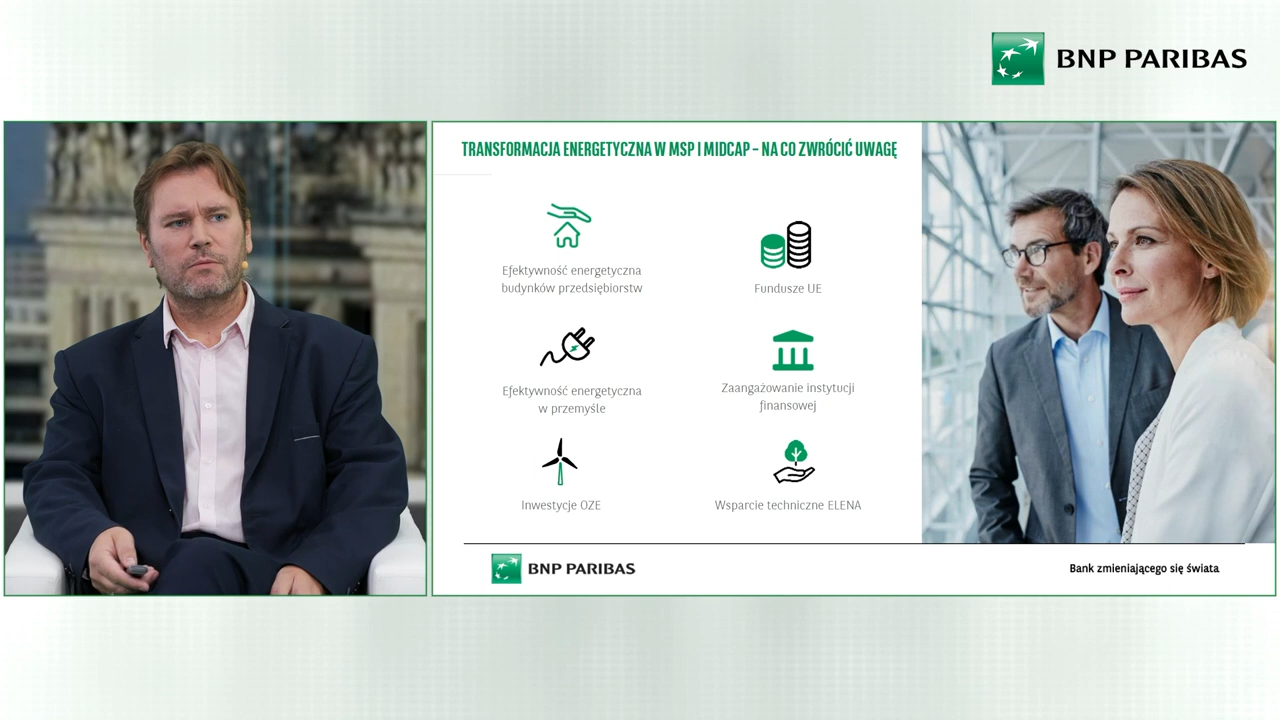 BNP PARIBAS
TRANSFORMACJA ENERGETYCZNA W MSP I MIDCAP – NA CO ZWRÓCIĆ UWAGĘ
Efektywność energetyczna
budynków przedsiębiorstw
Fundusze UE
Efektywność energetyczna
w przemyśle
Zaangażowanie instytucji
finansowej
Inwestycje OZE
Wsparcie techniczne ELENA
BNP PARIBAS
Bank zmieniającego się świata